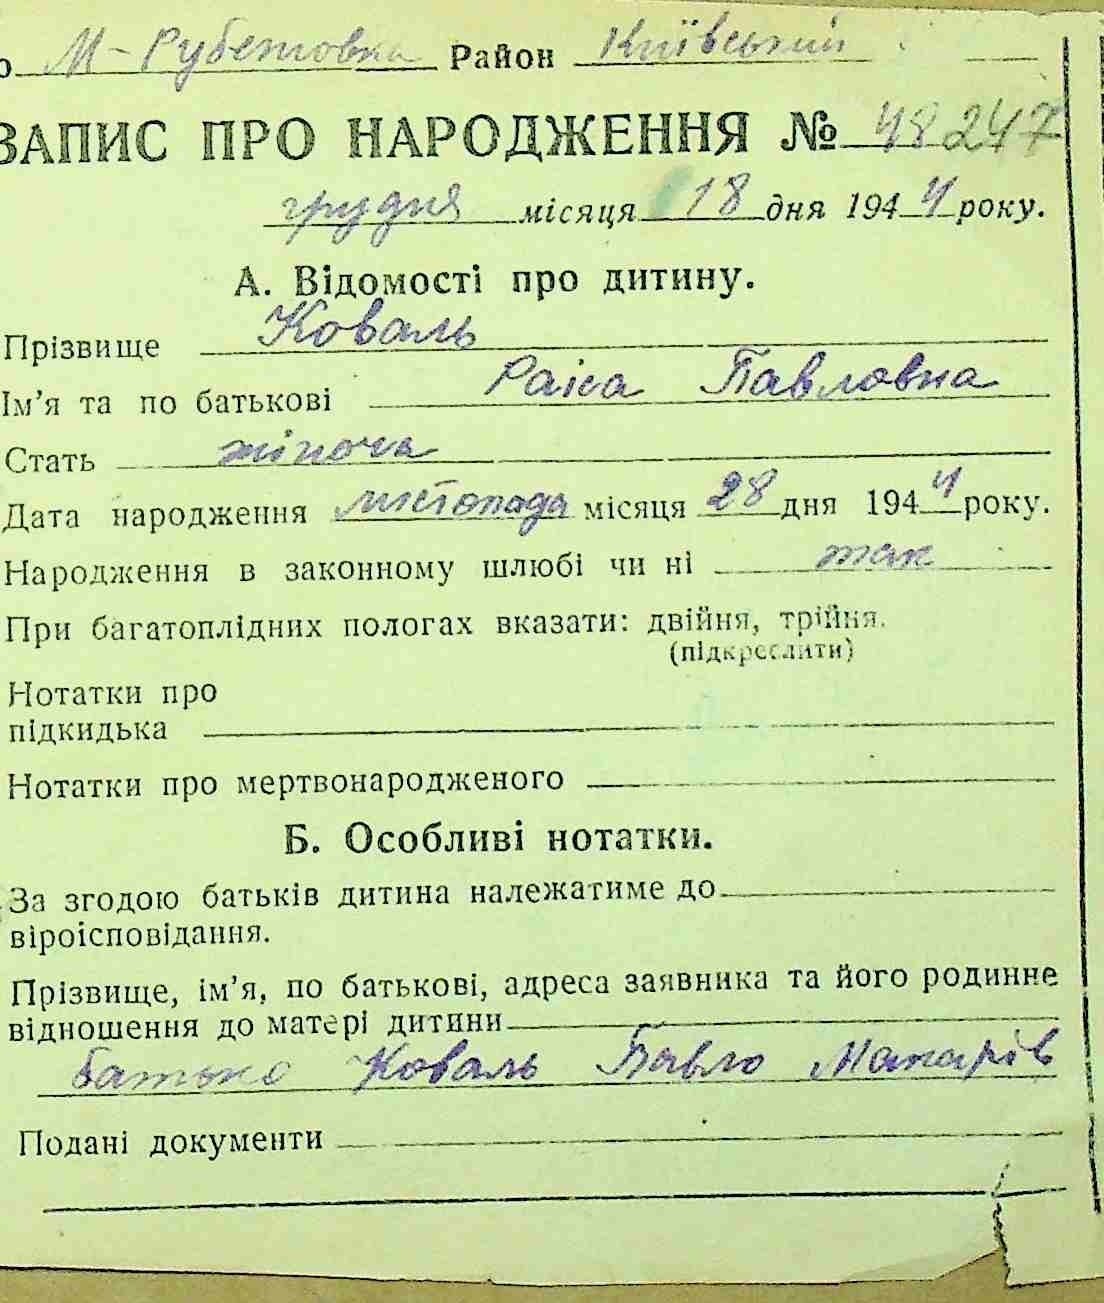 о М-Рубежовка Район Київський
ЗАПИС ПРО НАРОДЖЕННЯ № 48247
грудня місяця 18 дня 1944 року.
А. Відомості про дитину.
Прізвище Коваль
Ім'я та по батькові Раіса Павловна
Стать жіноча
Дата народження листопада місяця 28 дня 1944 року.
Народження в законному шлюбі чи ні так
При багатоплідних пологах вказати: двійня, трійня.
(підкреслити)
Нотатки про
підкидька
Нотатки про мертвонародженого
Б. Особливі нотатки.
За згодою батьків дитина належатиме до
віроісповідання.
Прізвище, ім'я, по батькові, адреса заявника та його родинне
відношення до матері дитини
батько Коваль Павло Макарів
Подані документи